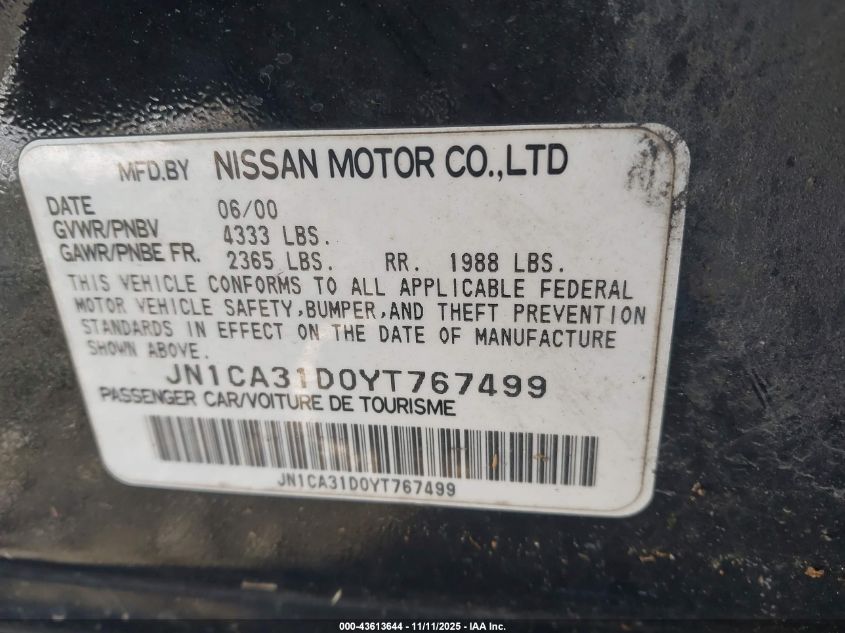 MFD.BY NISSAN MOTOR CO.,LTD
DATE 06/00
GVWR/PNBV 4333 LBS.
GAWR/PNBE FR. 2365 LBS. RR. 1988 LBS.
THIS VEHICLE CONFORMS TO ALL APPLICABLE FEDERAL
MOTOR VEHICLE SAFETY,BUMPER,AND THEFT PREVENTION
STANDARDS IN EFFECT ON THE DATE OF MANUFACTURE
SHOWN ABOVE.
JN1CA31D0YT767499
PASSENGER CAR/VOITURE DE TOURISME
JN1CA31D0YT767499
000-43613644 - 11/11/2025 - IAA Inc.